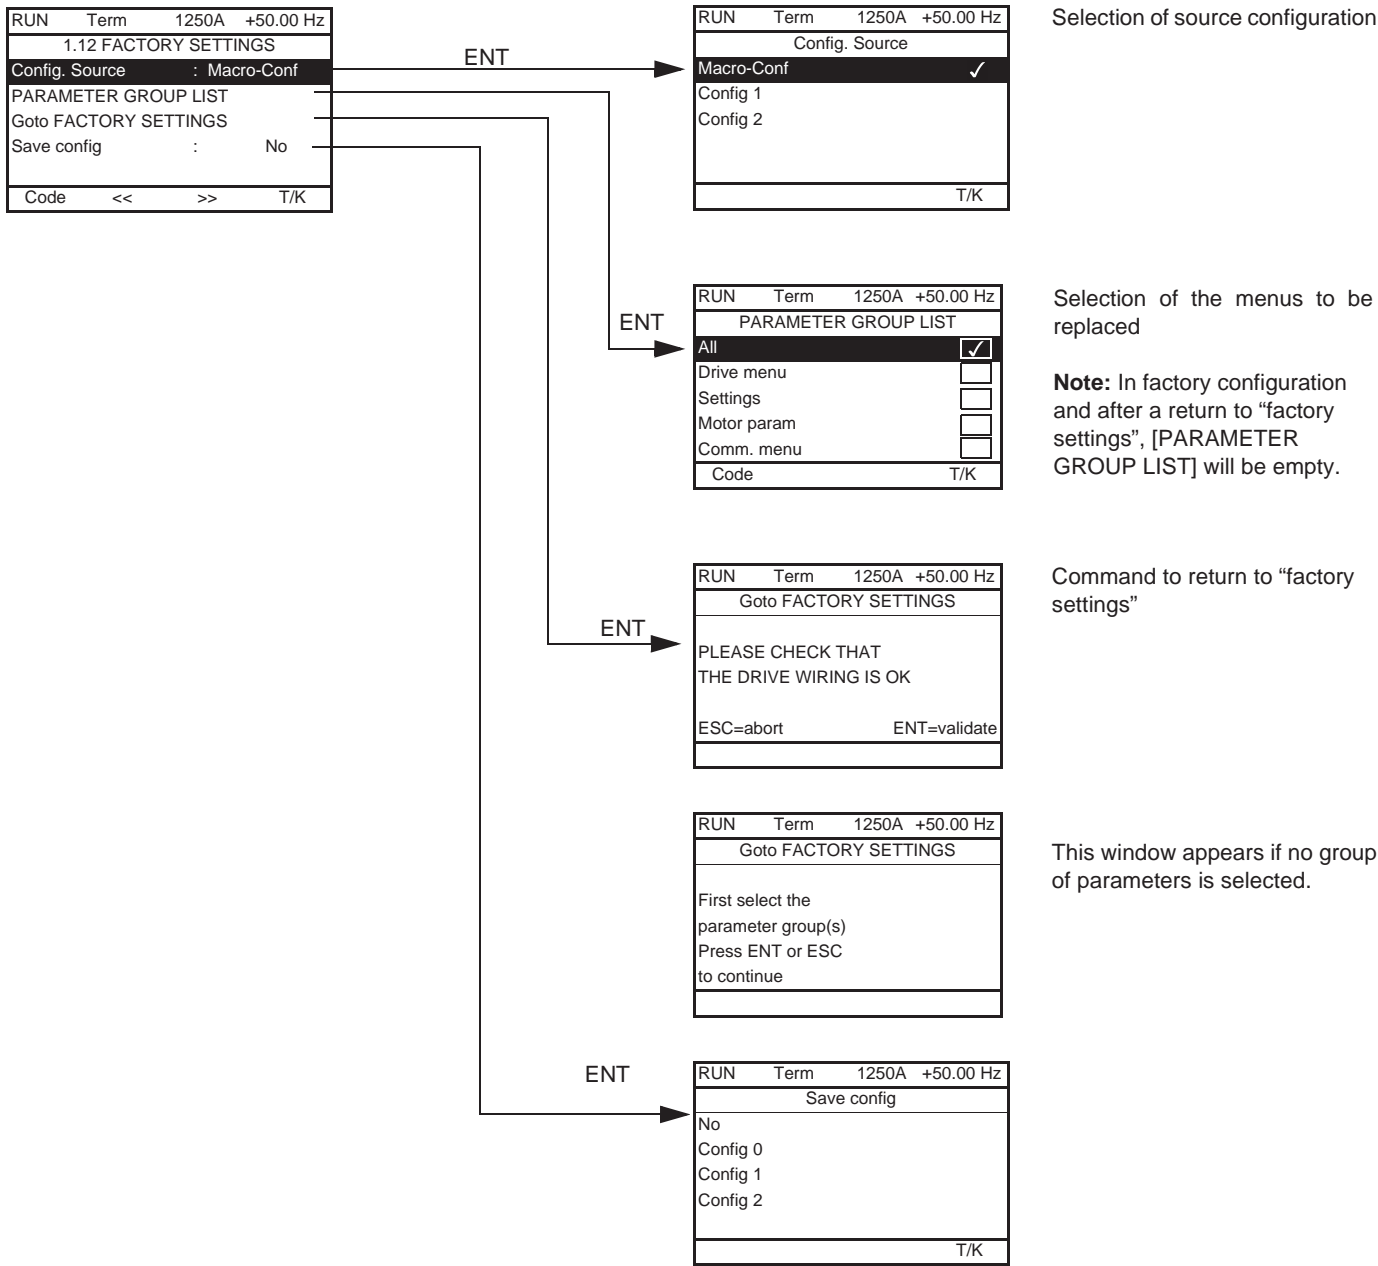 RUN Term 1250A +50.00 Hz
1.12 FACTORY SETTINGS
Config. Source : Macro-Conf
PARAMETER GROUP LIST
Goto FACTORY SETTINGS
Save config : No
Code << >> T/K
ENT
RUN Term 1250A +50.00 Hz
Config. Source
Macro-Conf ✓
Config 1
Config 2
T/K
Selection of source configuration
ENT
RUN Term 1250A +50.00 Hz
PARAMETER GROUP LIST
All ✓
Drive menu
Settings
Motor param
Comm. menu
Code T/K
Selection of the menus to be
replaced
Note: In factory configuration
and after a return to “factory
settings”, [PARAMETER
GROUP LIST] will be empty.
ENT
RUN Term 1250A +50.00 Hz
Goto FACTORY SETTINGS
PLEASE CHECK THAT
THE DRIVE WIRING IS OK
ESC=abort ENT=validate
Command to return to “factory
settings”
RUN Term 1250A +50.00 Hz
Goto FACTORY SETTINGS
First select the
parameter group(s)
Press ENT or ESC
to continue
This window appears if no group
of parameters is selected.
ENT
RUN Term 1250A +50.00 Hz
Save config
No
Config 0
Config 1
Config 2
T/K